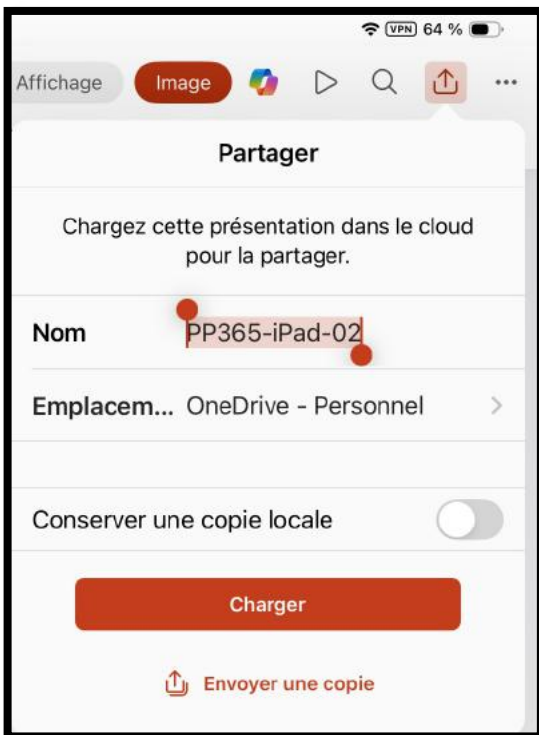 VPN 64 %
Affichage Image
Partager
Chargez cette présentation dans le cloud
pour la partager.
Nom PP365-iPad-02
Emplacem... OneDrive - Personnel
Conserver une copie locale
Charger
Envoyer une copie